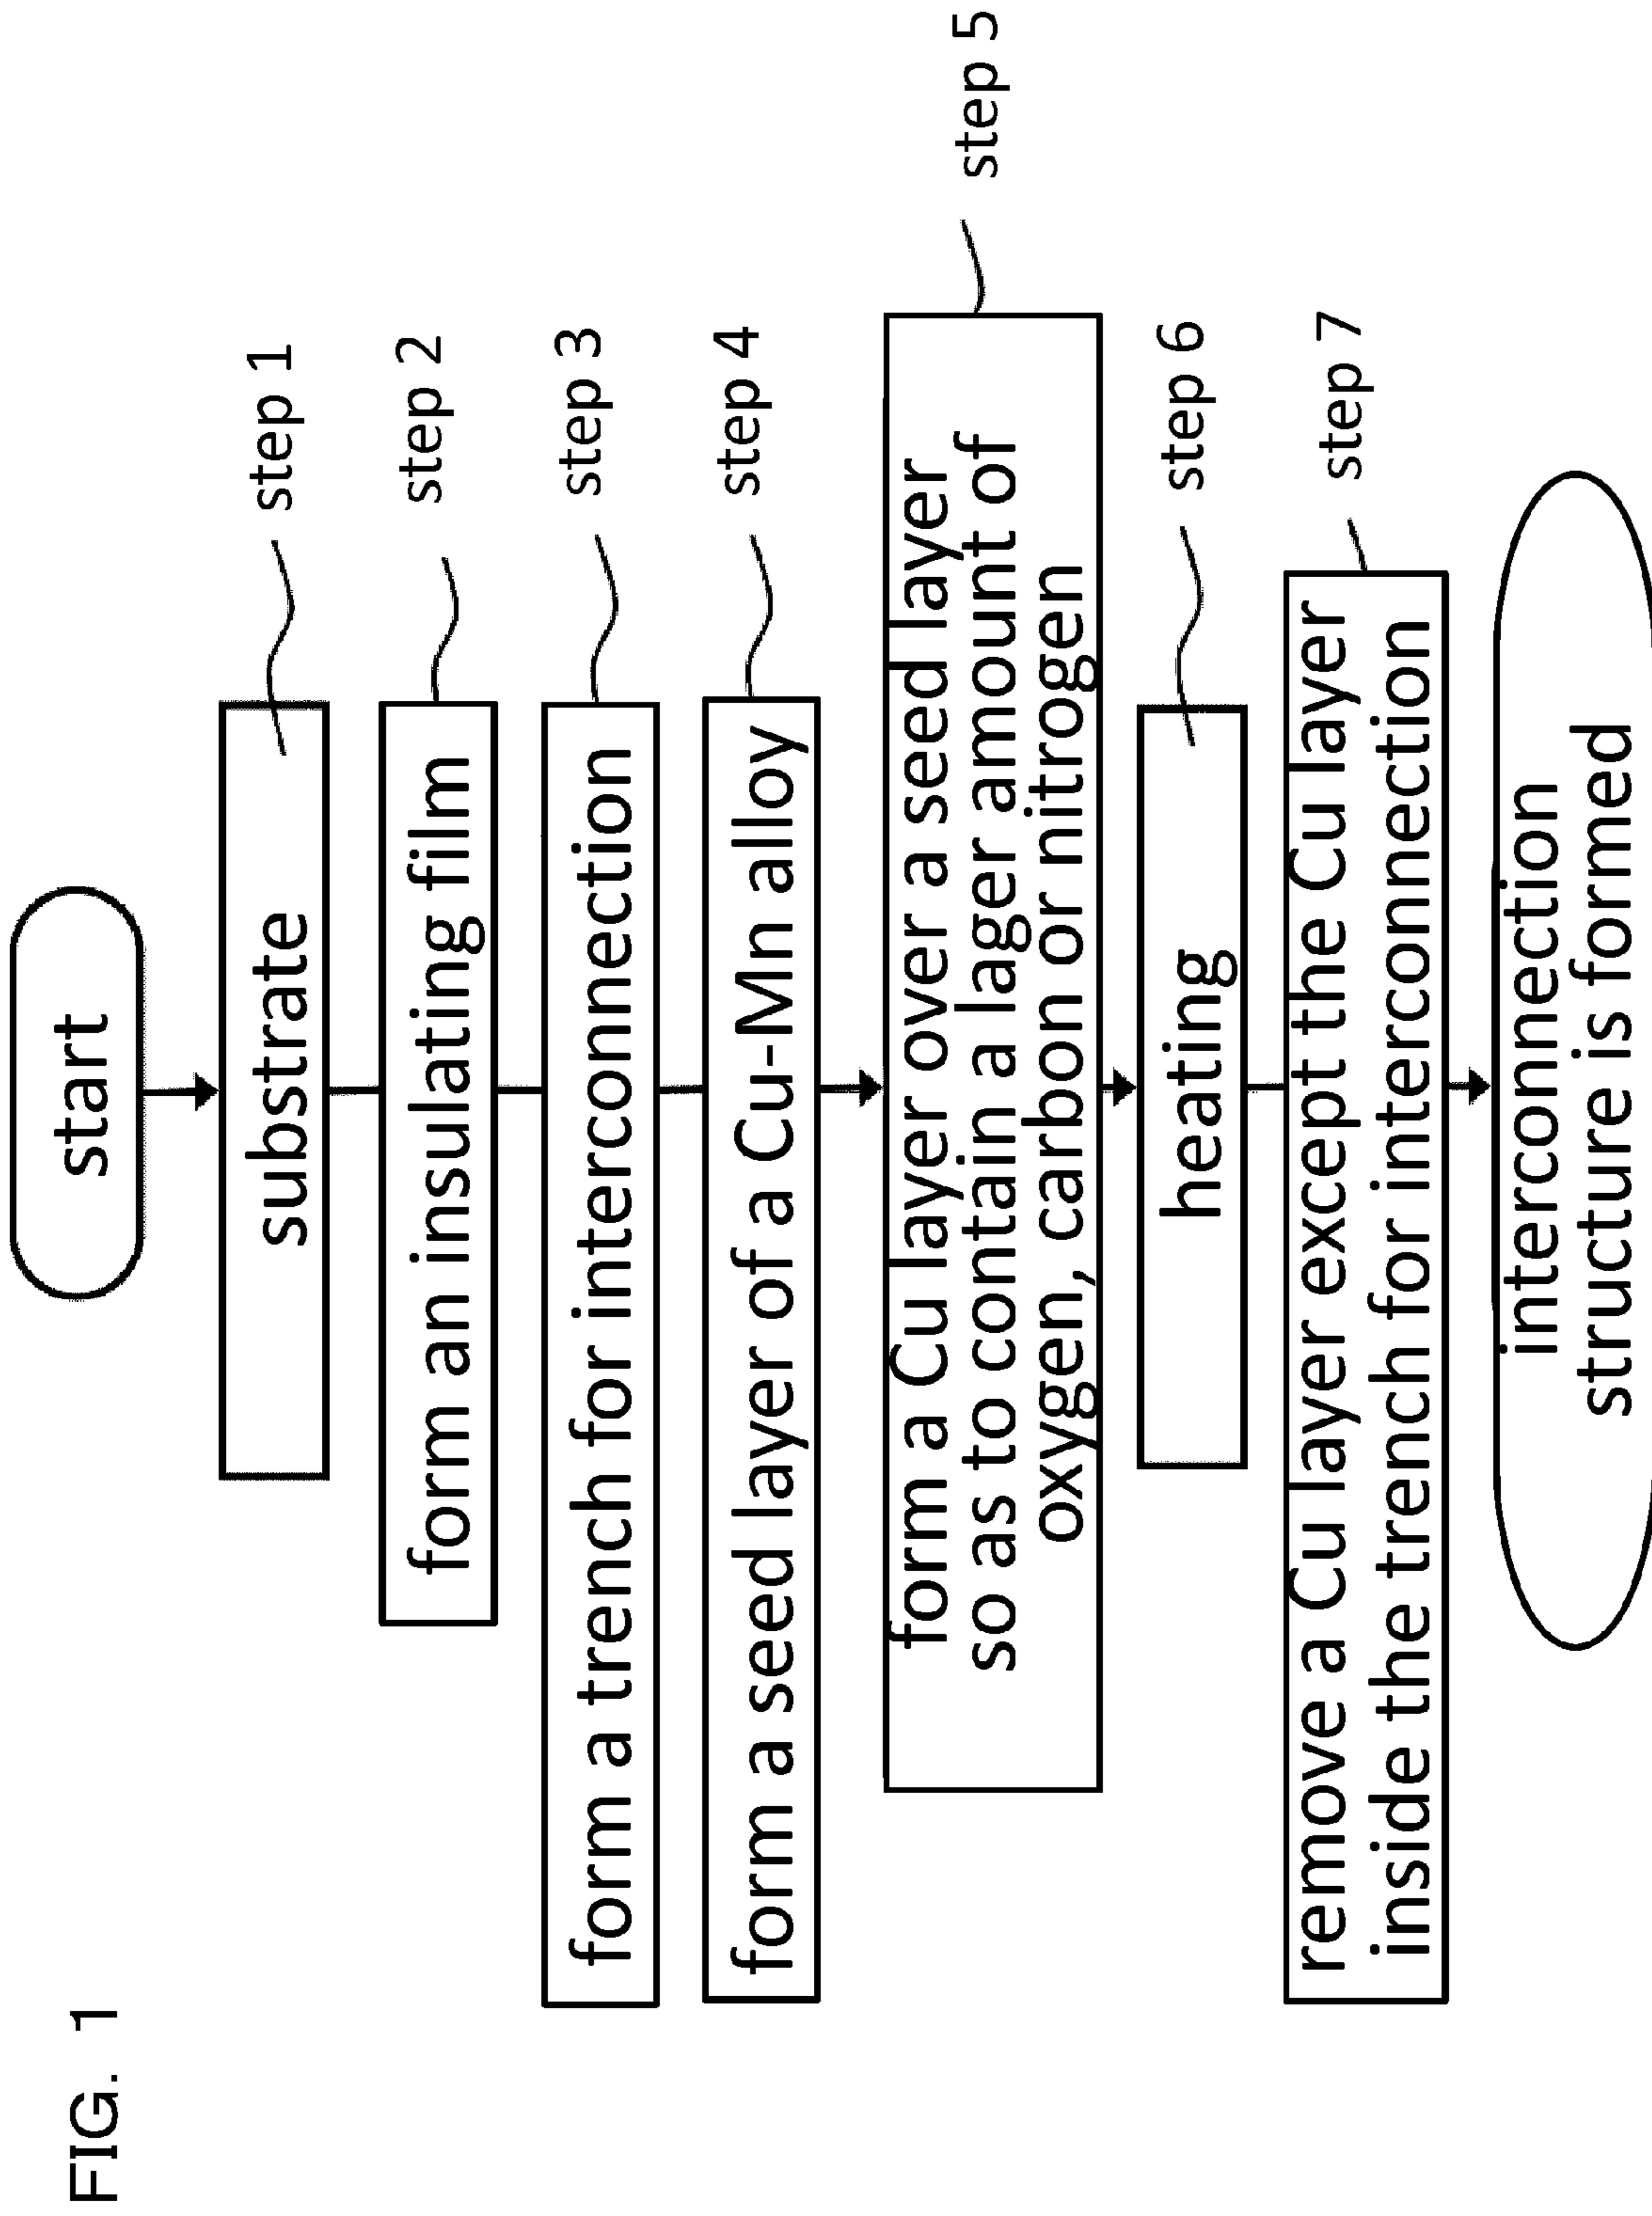 FIG. 1
start
substrate
step 1
form an insulating film
step 2
form a trench for interconnection
step 3
form a seed layer of a Cu-Mn alloy
step 4
form a Cu layer over a seed layer
so as to contain a lager amount of
oxygen, carbon or nitrogen
step 5
heating
step 6
remove a Cu layer except the Cu layer
inside the trench for interconnection
step 7
interconnection
structure is formed